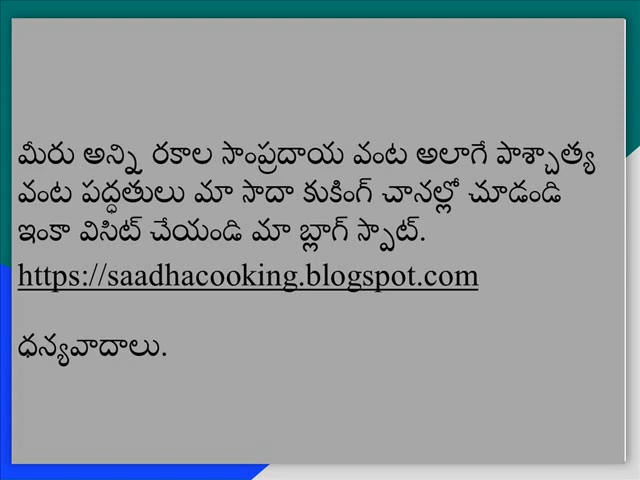 మీరు అన్ని రకాల సాంప్రదాయ వంట అలాగే పాశ్చాత్య
వంట పద్ధతులు మా సాదా కుకింగ్ చానల్లో చూడండి
ఇంకా విసిట్ చేయండి మా బ్లాగ్ స్పాట్.
https://saadhacooking.blogspot.com
ధన్యవాదాలు.